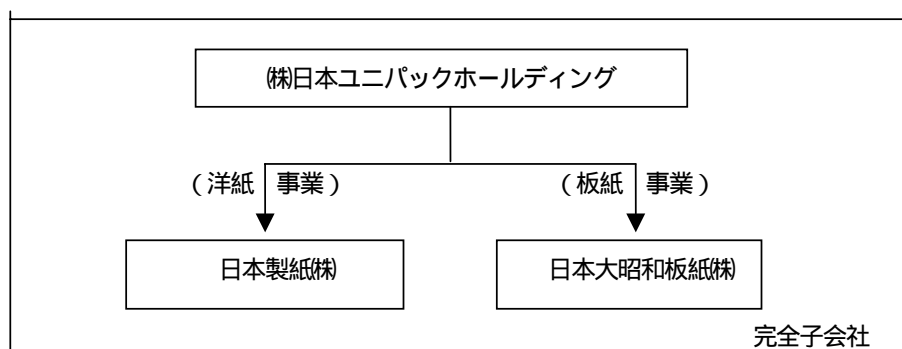 ㈱日本ユニパックホールディング
（洋紙 事業） （板紙 事業）
日本製紙㈱ 日本大昭和板紙㈱
完全子会社